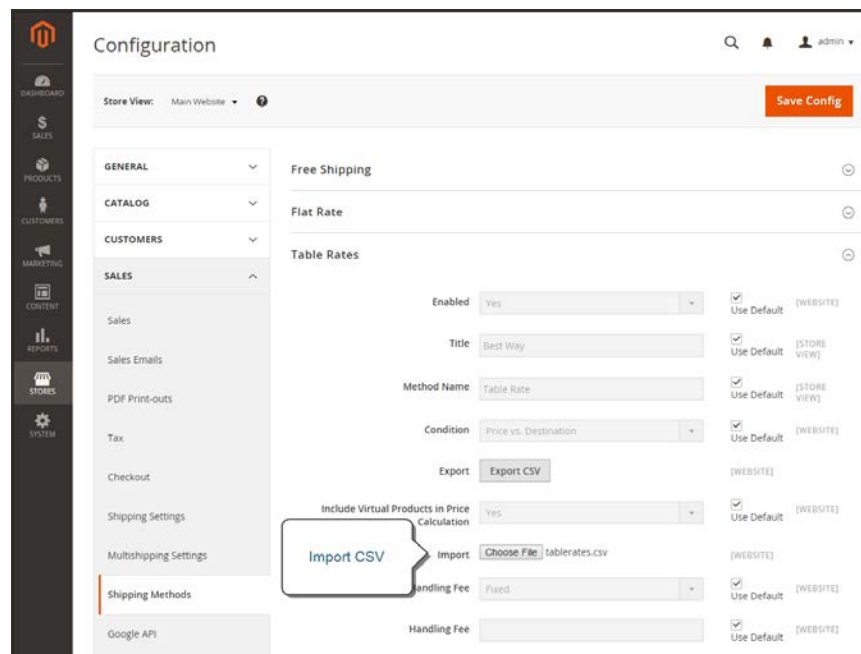 Configuration
admin
Store View: Main Website
Save Config
DASHBOARD
SALES
PRODUCTS
CUSTOMERS
MARKETING
CONTENT
REPORTS
STORES
SYSTEM
GENERAL
CATALOG
CUSTOMERS
SALES
Sales
Sales Emails
PDF Print-outs
Tax
Checkout
Shipping Settings
Multishipping Settings
Shipping Methods
Google API
Free Shipping
Flat Rate
Table Rates
Enabled Yes Use Default [WEBSITE]
Title Best Way Use Default [STORE
VIEW]
Method Name Table Rate Use Default [STORE
VIEW]
Condition Price vs. Destination Use Default [WEBSITE]
Export Export CSV [WEBSITE]
Include Virtual Products in Price
Calculation Yes Use Default [WEBSITE]
Import CSV
Import Choose File tablerates.csv [WEBSITE]
andling Fee Fixed Use Default [WEBSITE]
Handling Fee Use Default [WEBSITE]